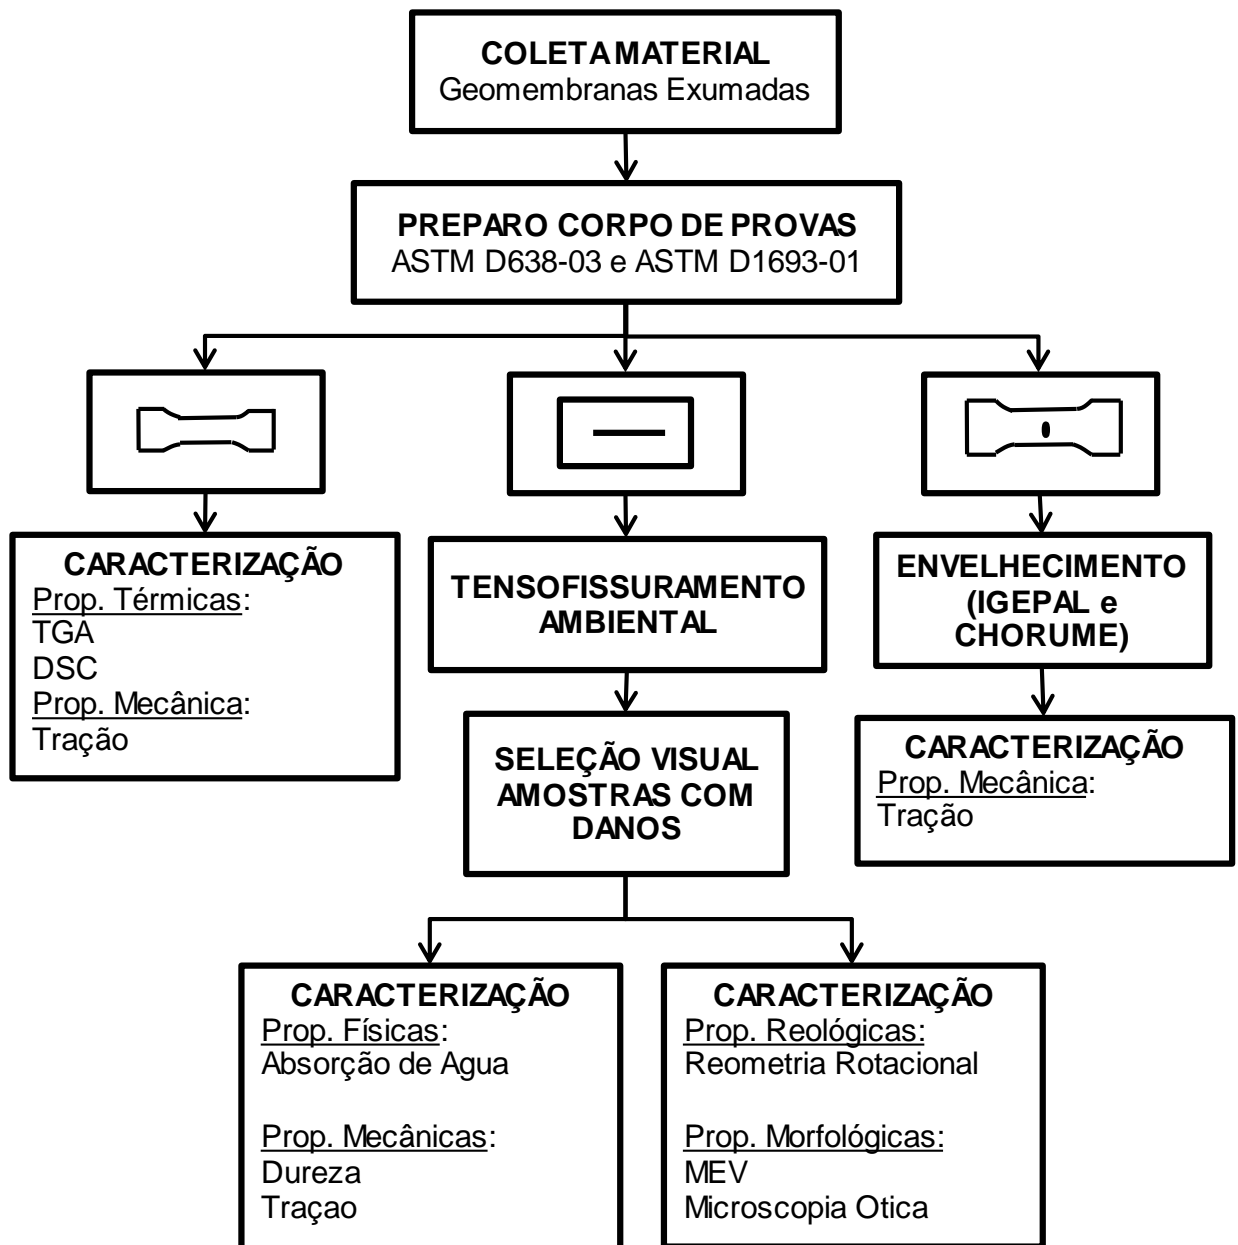 COLETA MATERIAL
Geomembranas Exumadas
PREPARO CORPO DE PROVAS
ASTM D638-03 e ASTM D1693-01
CARACTERIZAÇÃO
Prop. Térmicas:
TGA
DSC
Prop. Mecânica:
Tração
TENSOFISSURAMENTO
AMBIENTAL
ENVELHECIMENTO
(IGEPAL e
CHORUME)
SELEÇÃO VISUAL
AMOSTRAS COM
DANOS
CARACTERIZAÇÃO
Prop. Mecânica:
Tração
CARACTERIZAÇÃO
Prop. Físicas:
Absorção de Agua
Prop. Mecânicas:
Dureza
Traçao
CARACTERIZAÇÃO
Prop. Reológicas:
Reometria Rotacional
Prop. Morfológicas:
MEV
Microscopia Otica